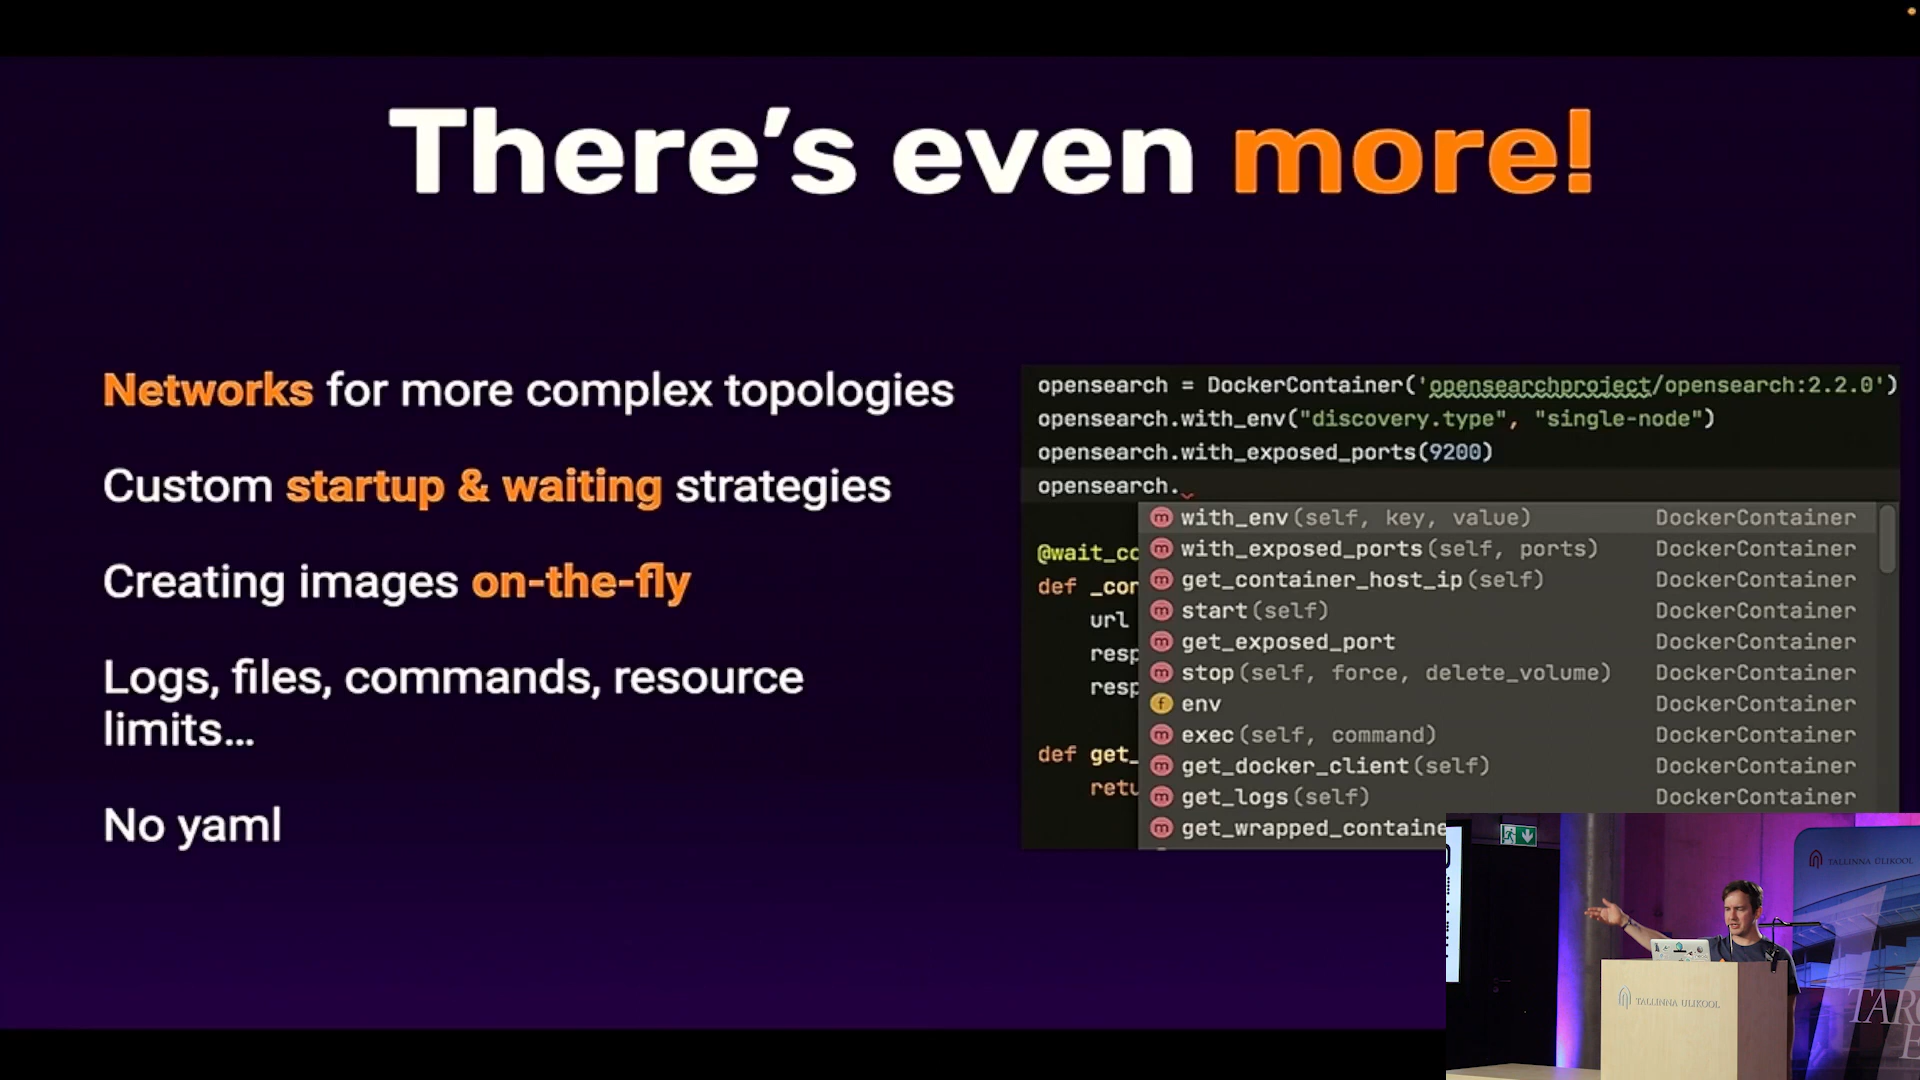 There's even more!
Networks for more complex topologies
Custom startup & waiting strategies
Creating images on-the-fly
Logs, files, commands, resource
limits...
No yaml
opensearch = DockerContainer('opensearchproject/opensearch:2.2.0')
opensearch.with_env("discovery.type", "single-node")
opensearch.with_exposed_ports(9200)
opensearch.
with_env(self, key, value) DockerContainer
@wait_co
with_exposed_ports(self, ports) DockerContainer
def _con
get_container_host_ip(self) DockerContainer
url
start(self) DockerContainer
resp
get_exposed_port DockerContainer
resp
stop(self, force, delete_volume) DockerContainer
env DockerContainer
exec(self, command) DockerContainer
def get_
get_docker_client(self) DockerContainer
retu
get_logs(self) DockerContainer
get_wrapped_containe
TALLINNA ÜLIKOOL
TALLINNA ÜLIKOOL